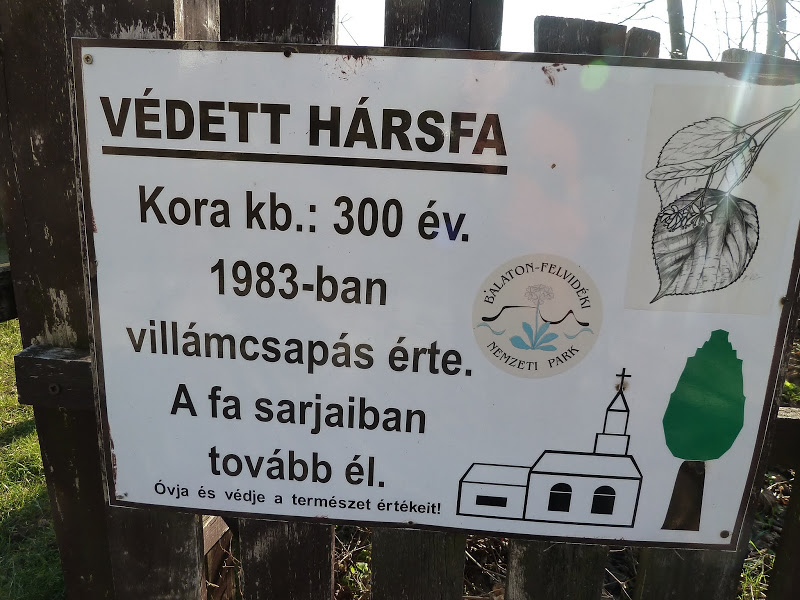 VÉDETT HÁRSFA
Kora kb.: 300 év.
1983-ban
villámcsapás érte.
A fa sarjaiban
tovább él.
Óvja és védje a természet értékeit!
BALATON-FELVIDÉKI
NEMZETI PARK